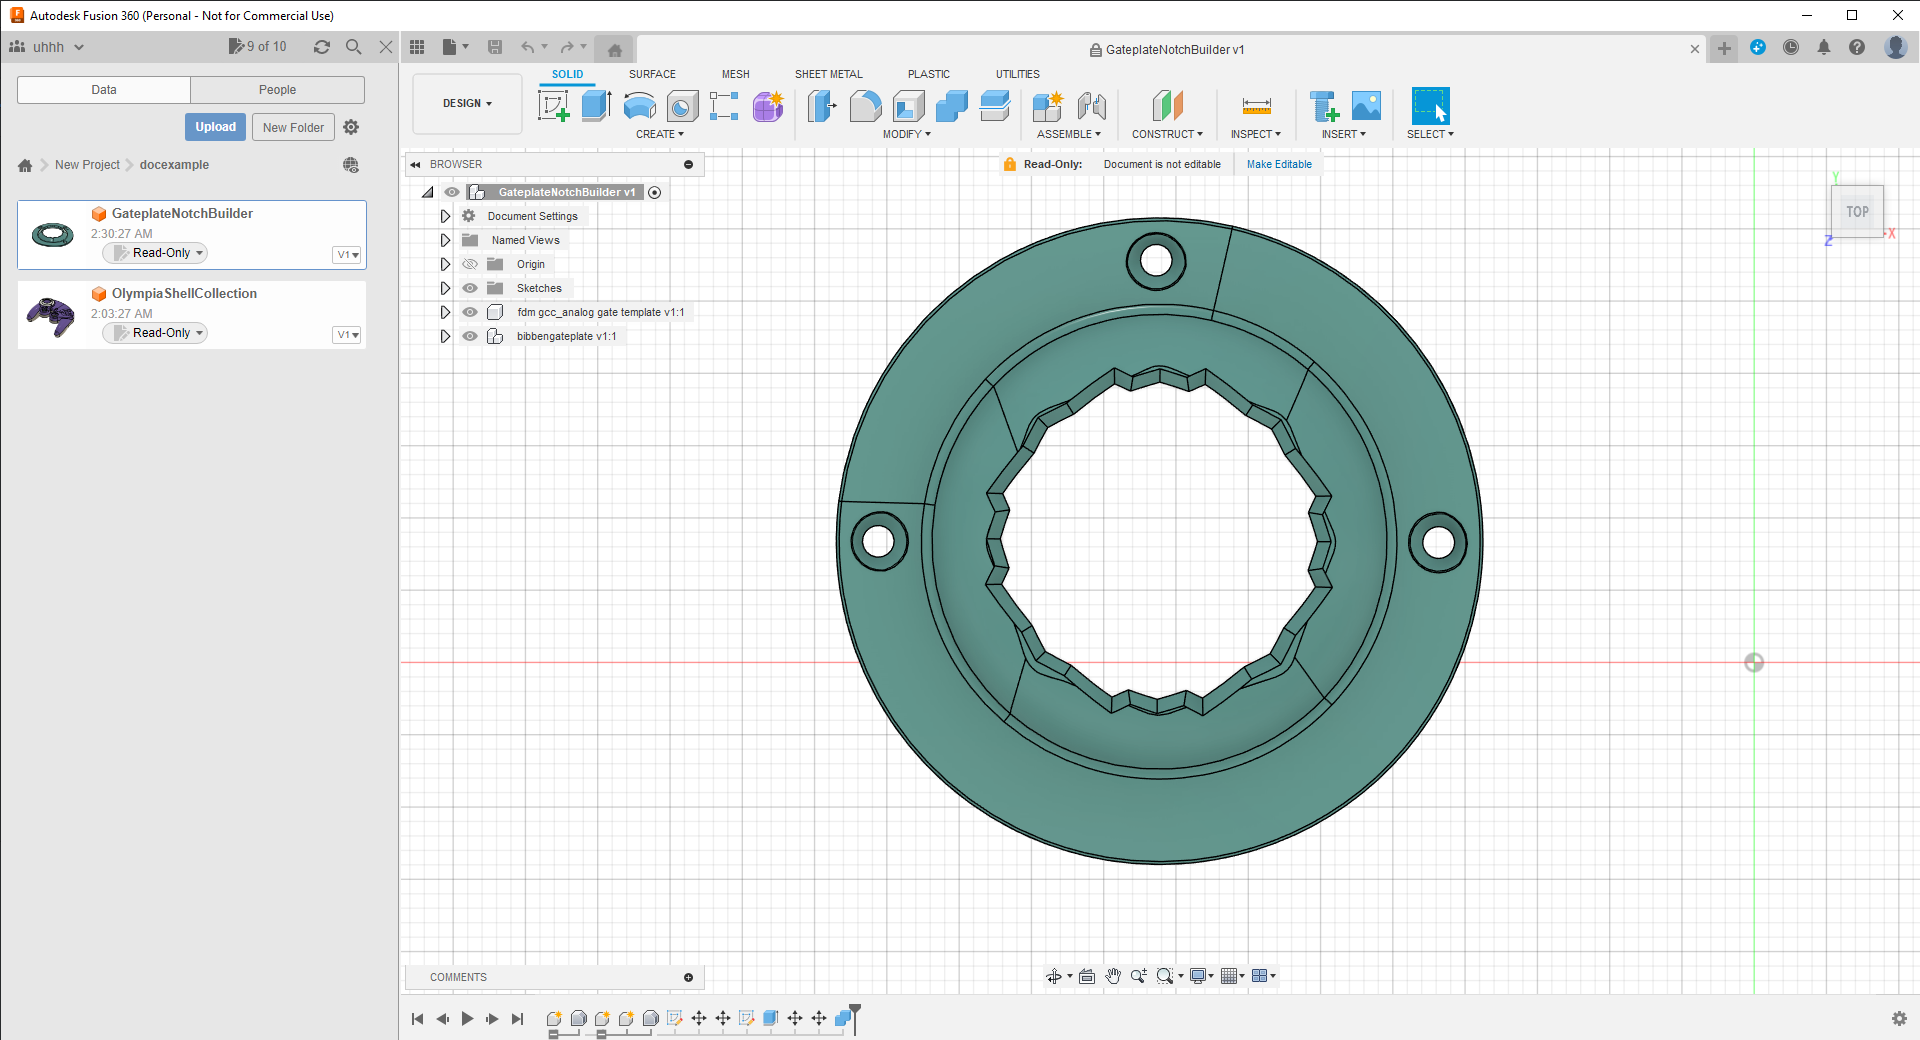 Autodesk Fusion 360 (Personal - Not for Commercial Use)
uhhh
9 of 10
GateplateNotchBuilder v1
Data
People
Upload
New Folder
New Project
docexample
GateplateNotchBuilder
2:30:27 AM
Read-Only
V1
OlympiaShellCollection
2:03:27 AM
Read-Only
V1
DESIGN
SOLID
SURFACE
MESH
SHEET METAL
PLASTIC
UTILITIES
CREATE
MODIFY
ASSEMBLE
CONSTRUCT
INSPECT
INSERT
SELECT
BROWSER
Read-Only:
Document is not editable
Make Editable
GateplateNotchBuilder v1
Document Settings
Named Views
Origin
Sketches
fdm gcc_analog gate template v1:1
bibbengateplate v1:1
Y
TOP
Z
X
COMMENTS